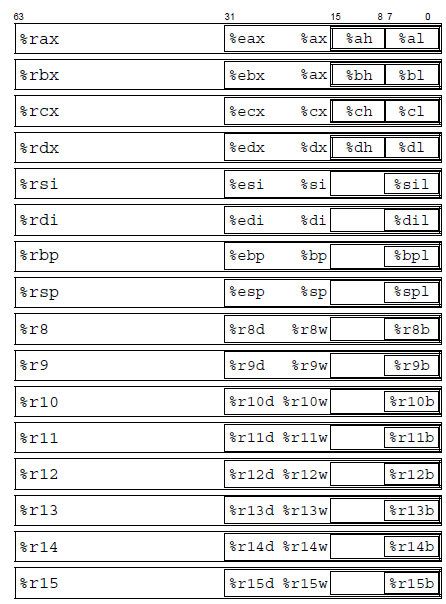 63 31 15 8 7 0
%rax %eax %ax %ah %al
%rbx %ebx %ax %bh %bl
%rcx %ecx %cx %ch %cl
%rdx %edx %dx %dh %dl
%rsi %esi %si %sil
%rdi %edi %di %dil
%rbp %ebp %bp %bpl
%rsp %esp %sp %spl
%r8 %r8d %r8w %r8b
%r9 %r9d %r9w %r9b
%r10 %r10d %r10w %r10b
%r11 %r11d %r11w %r11b
%r12 %r12d %r12w %r12b
%r13 %r13d %r13w %r13b
%r14 %r14d %r14w %r14b
%r15 %r15d %r15w %r15b